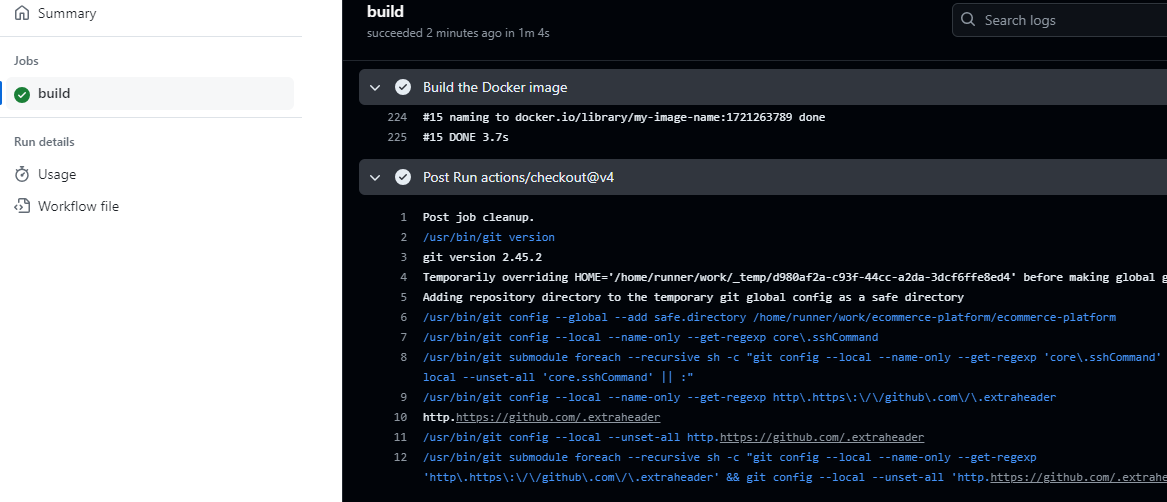 Summary
Jobs
build
Run details
Usage
Workflow file
build
succeeded 2 minutes ago in 1m 4s
Search logs
Build the Docker image
224 #15 naming to docker.io/library/my-image-name:1721263789 done
225 #15 DONE 3.7s
Post Run actions/checkout@v4
1 Post job cleanup.
2 /usr/bin/git version
3 git version 2.45.2
4 Temporarily overriding HOME='/home/runner/work/_temp/d980af2a-c93f-44cc-a2da-3dcf6ffe8ed4' before making global g
5 Adding repository directory to the temporary git global config as a safe directory
6 /usr/bin/git config --global --add safe.directory /home/runner/work/ecommerce-platform/ecommerce-platform
7 /usr/bin/git config --local --name-only --get-regexp core\.sshCommand
8 /usr/bin/git submodule foreach --recursive sh -c "git config --local --name-only --get-regexp 'core\.sshCommand'
local --unset-all 'core.sshCommand' || :"
9 /usr/bin/git config --local --name-only --get-regexp http\.https\:\/\/github\.com\/\.extraheader
10 http.https://github.com/.extraheader
11 /usr/bin/git config --local --unset-all http.https://github.com/.extraheader
12 /usr/bin/git submodule foreach --recursive sh -c "git config --local --name-only --get-regexp
'http\.https\:\/\/github\.com\/\.extraheader' && git config --local --unset-all 'http.https://github.com/.extrahe